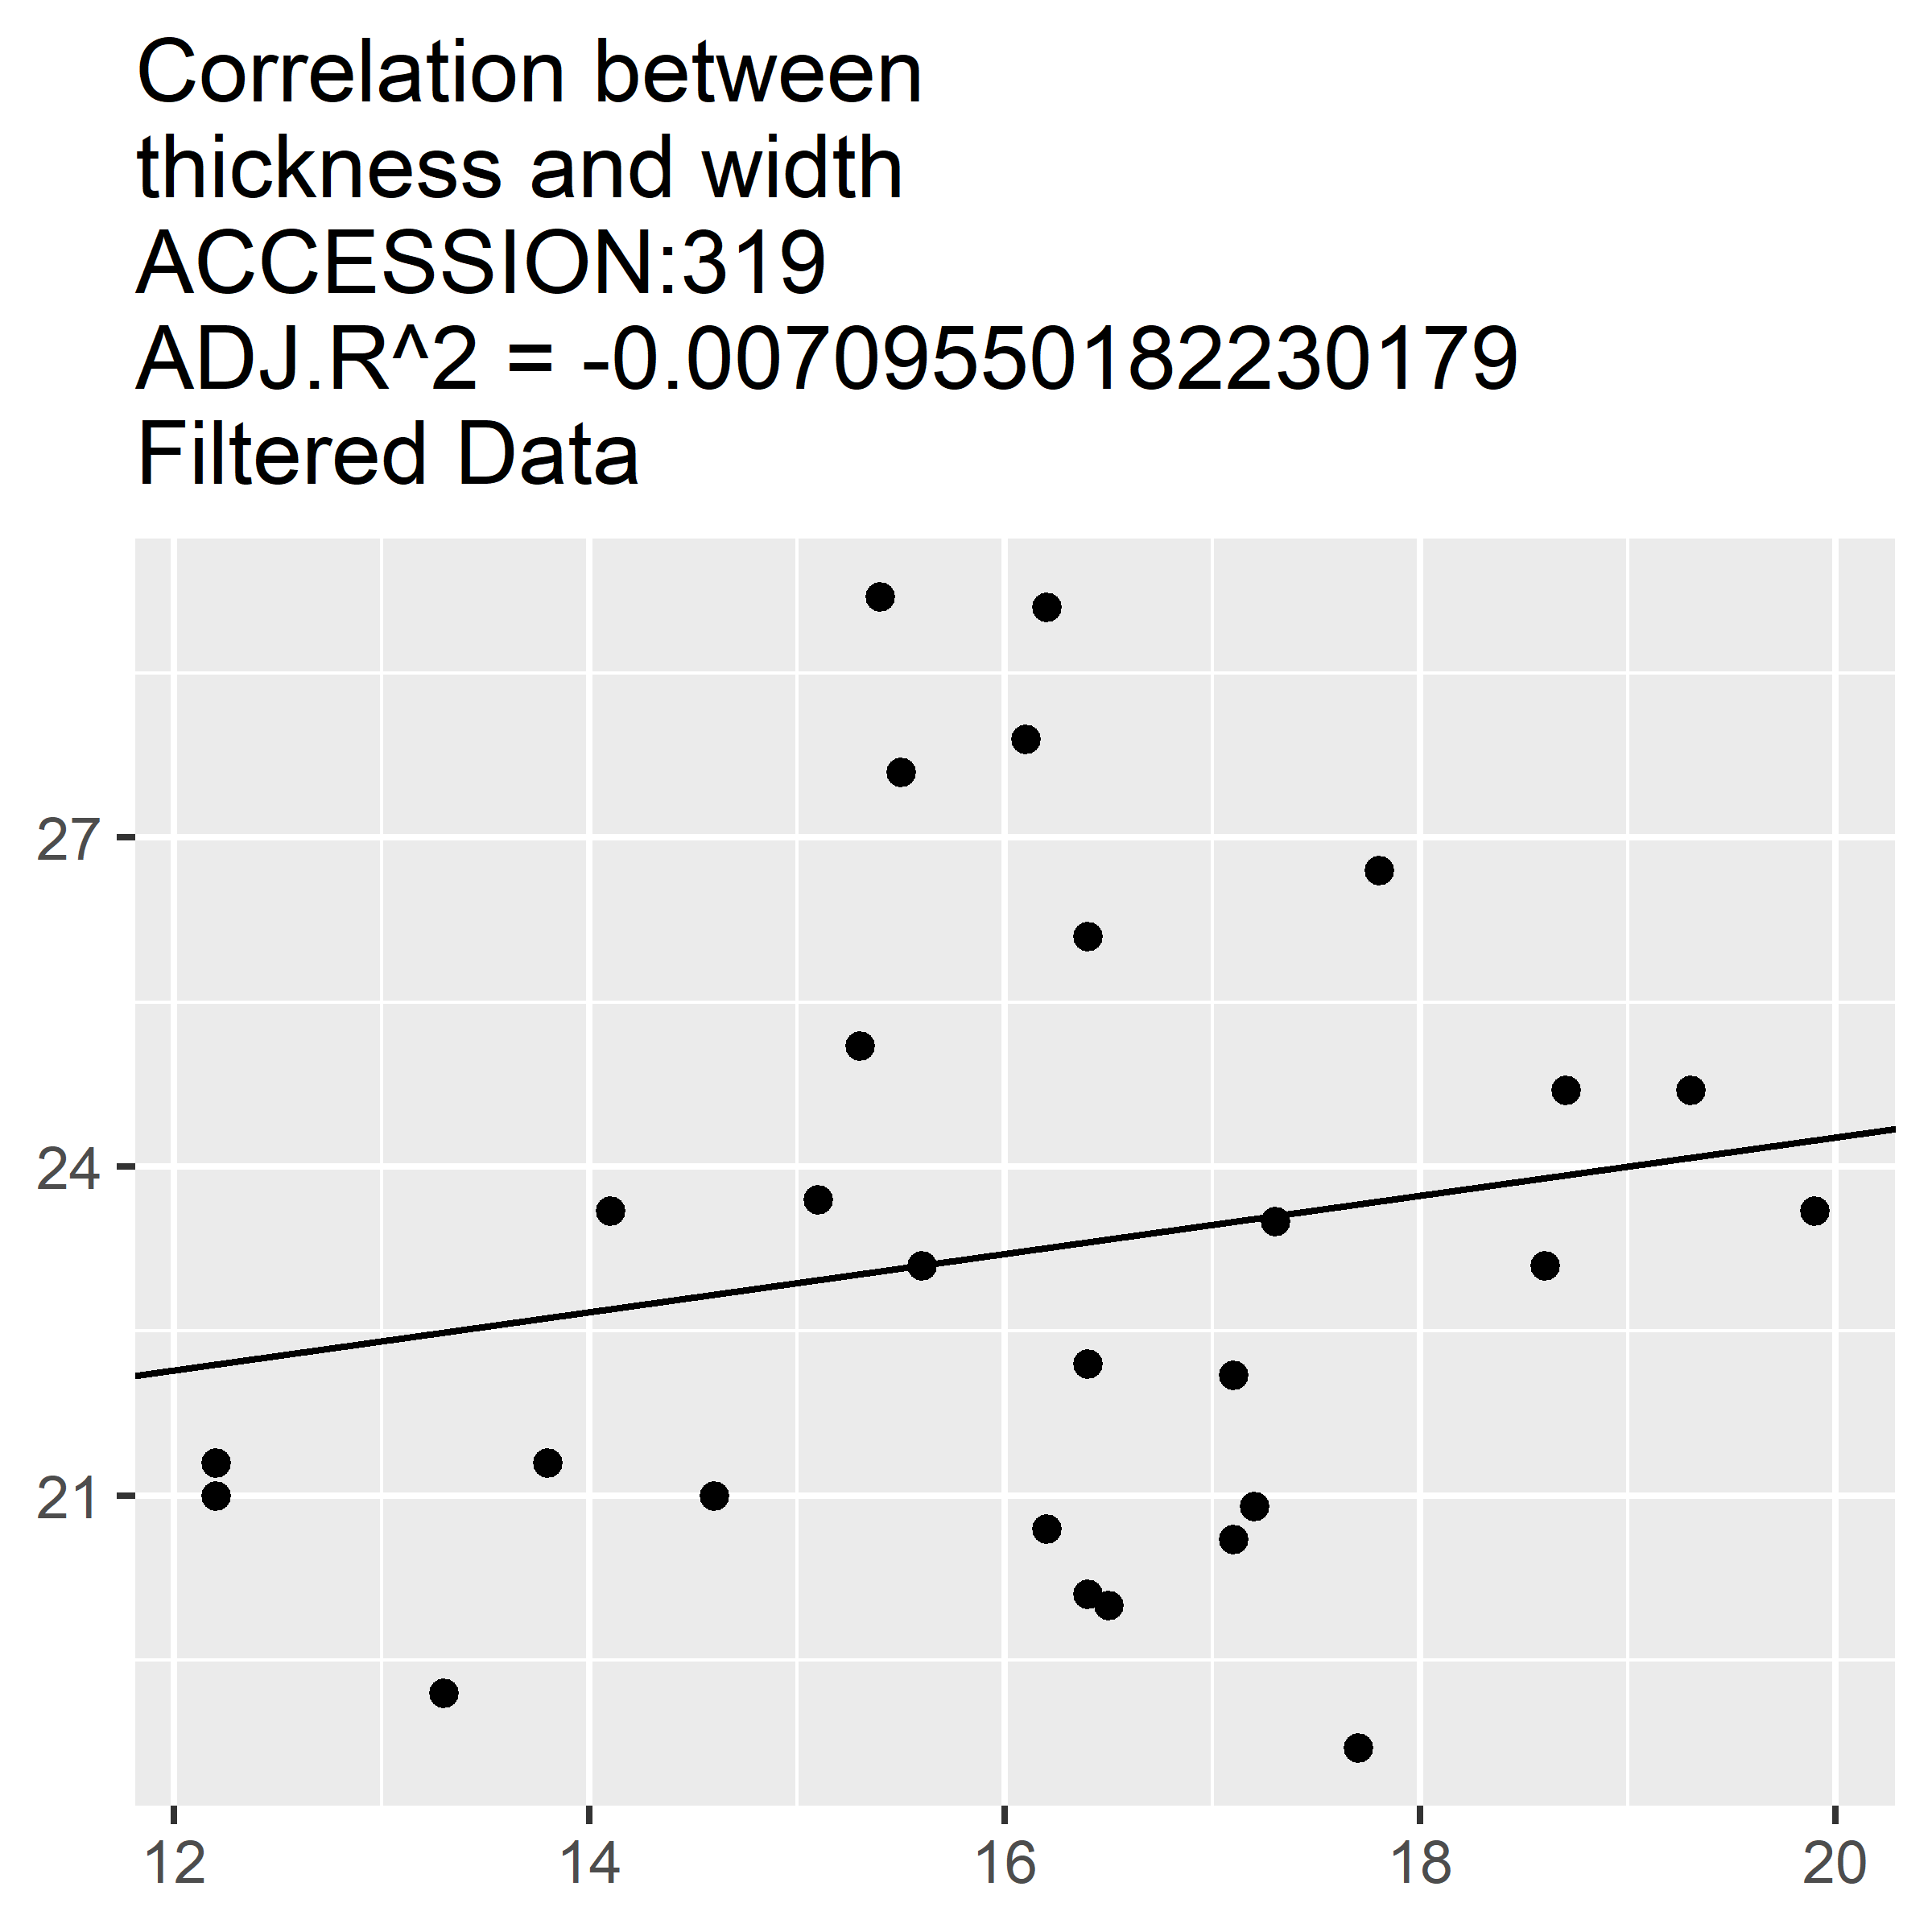 Correlation between
thickness and width
ACCESSION:319
ADJ.R^2 = -0.00709550182230179
Filtered Data
27
24
21
12 14 16 18 20